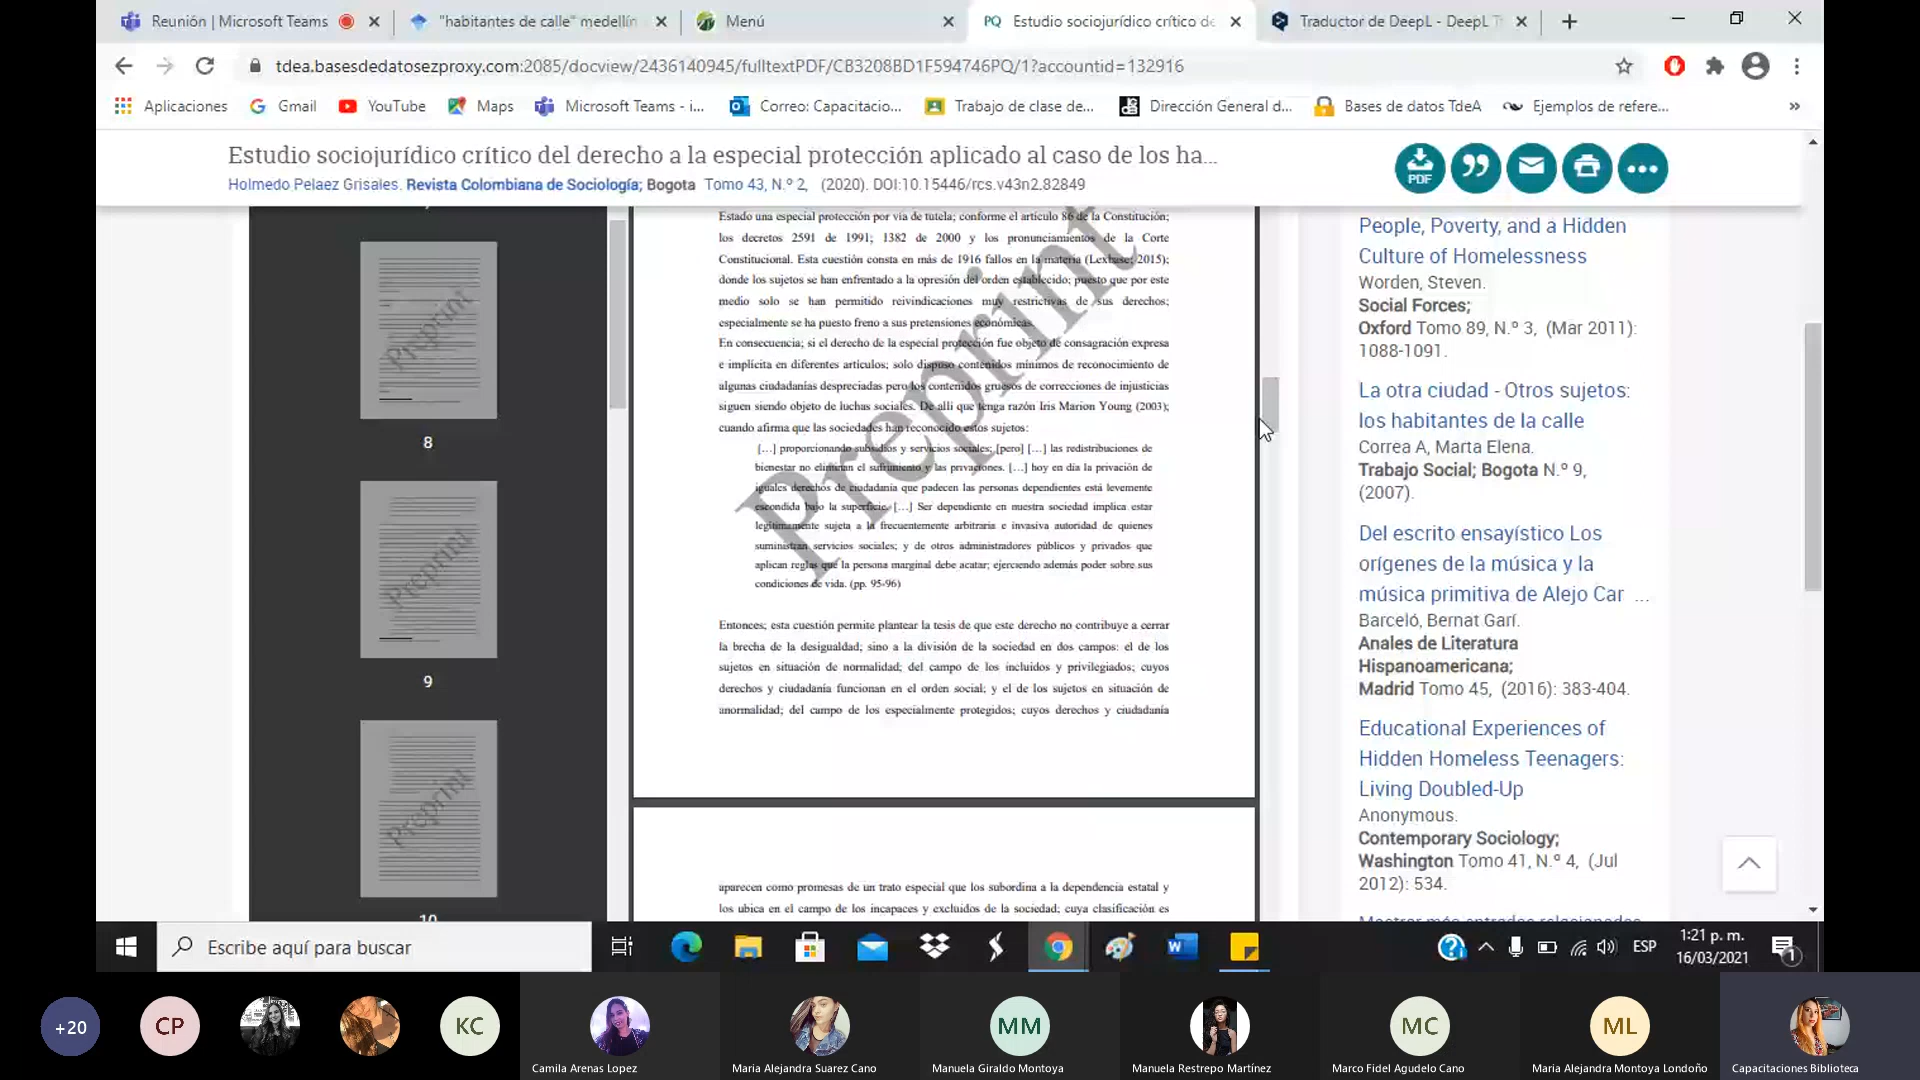 Reunión | Microsoft Teams
"habitantes de calle" medellín
Menú
PQ Estudio sociojurídico crítico de
Traductor de DeepL - DeepL T
tdea.basesdedatosezproxy.com:2085/docview/2436140945/fulltextPDF/CB3208BD1F594746PQ/1?accountid=132916
Aplicaciones
Gmail
YouTube
Maps
Microsoft Teams - i...
Correo: Capacitacio...
Trabajo de clase de...
Dirección General d...
Bases de datos TdeA
Ejemplos de refere...
»
Estudio sociojurídico crítico del derecho a la especial protección aplicado al caso de los ha...
Holmedo Pelaez Grisales. Revista Colombiana de Sociología; Bogota Tomo 43, N.º 2, (2020). DOI:10.15446/rcs.v43n2.82849
PDF
Preprint
8
Preprint
9
Preprint
10
Estado una especial protección por vía de tutela; conforme el artículo 86 de la Constitución;
los decretos 2591 de 1991; 1382 de 2000 y los pronunciamientos de la Corte
Constitucional. Esta cuestión consta en más de 1916 fallos en la materia (Lexbase; 2015);
donde los sujetos se han enfrentado a la opresión del orden establecido; puesto que por este
medio solo se han permitido reivindicaciones muy restrictivas de sus derechos;
especialmente se ha puesto freno a sus pretensiones económicas.
En consecuencia; si el derecho de la especial protección fue objeto de consagración expresa
e implícita en diferentes artículos; solo dispuso contenidos mínimos de reconocimiento de
algunas ciudadanías despreciadas pero los contenidos gruesos de correcciones de injusticias
siguen siendo objeto de luchas sociales. De allí que tenga razón Iris Marion Young (2003);
cuando afirma que las sociedades han reconocido estos sujetos:
[…] proporcionando subsidios y servicios sociales; [pero] […] las redistribuciones de
bienestar no eliminan el sufrimiento y las privaciones. […] hoy en día la privación de
iguales derechos de ciudadanía que padecen las personas dependientes está levemente
escondida bajo la superficie. […] Ser dependiente en nuestra sociedad implica estar
legítimamente sujeta a la frecuentemente arbitraria e invasiva autoridad de quienes
suministran servicios sociales; y de otros administradores públicos y privados que
aplican reglas que la persona marginal debe acatar; ejerciendo además poder sobre sus
condiciones de vida. (pp. 95-96)
Entonces; esta cuestión permite plantear la tesis de que este derecho no contribuye a cerrar
la brecha de la desigualdad; sino a la división de la sociedad en dos campos: el de los
sujetos en situación de normalidad; del campo de los incluidos y privilegiados; cuyos
derechos y ciudadanía funcionan en el orden social; y el de los sujetos en situación de
anormalidad; del campo de los especialmente protegidos; cuyos derechos y ciudadanía
Preprint
aparecen como promesas de un trato especial que los subordina a la dependencia estatal y
los ubica en el campo de los incapaces y excluidos de la sociedad; cuya clasificación es
People, Poverty, and a Hidden
Culture of Homelessness
Worden, Steven.
Social Forces;
Oxford Tomo 89, N.º 3, (Mar 2011):
1088-1091.
La otra ciudad - Otros sujetos:
los habitantes de la calle
Correa A, Marta Elena.
Trabajo Social; Bogota N.º 9,
(2007).
Del escrito ensayístico Los
orígenes de la música y la
música primitiva de Alejo Car ...
Barceló, Bernat Garí.
Anales de Literatura
Hispanoamericana;
Madrid Tomo 45, (2016): 383-404.
Educational Experiences of
Hidden Homeless Teenagers:
Living Doubled-Up
Anonymous.
Contemporary Sociology;
Washington Tomo 41, N.º 4, (Jul
2012): 534.
Mostrar más entradas relacionadas
Escribe aquí para buscar
ESP
1:21 p. m.
16/03/2021
1
+20
CP
KC
Camila Arenas Lopez
Maria Alejandra Suarez Cano
MM
Manuela Giraldo Montoya
Manuela Restrepo Martínez
MC
Marco Fidel Agudelo Cano
ML
Maria Alejandra Montoya Londoño
Capacitaciones Biblioteca